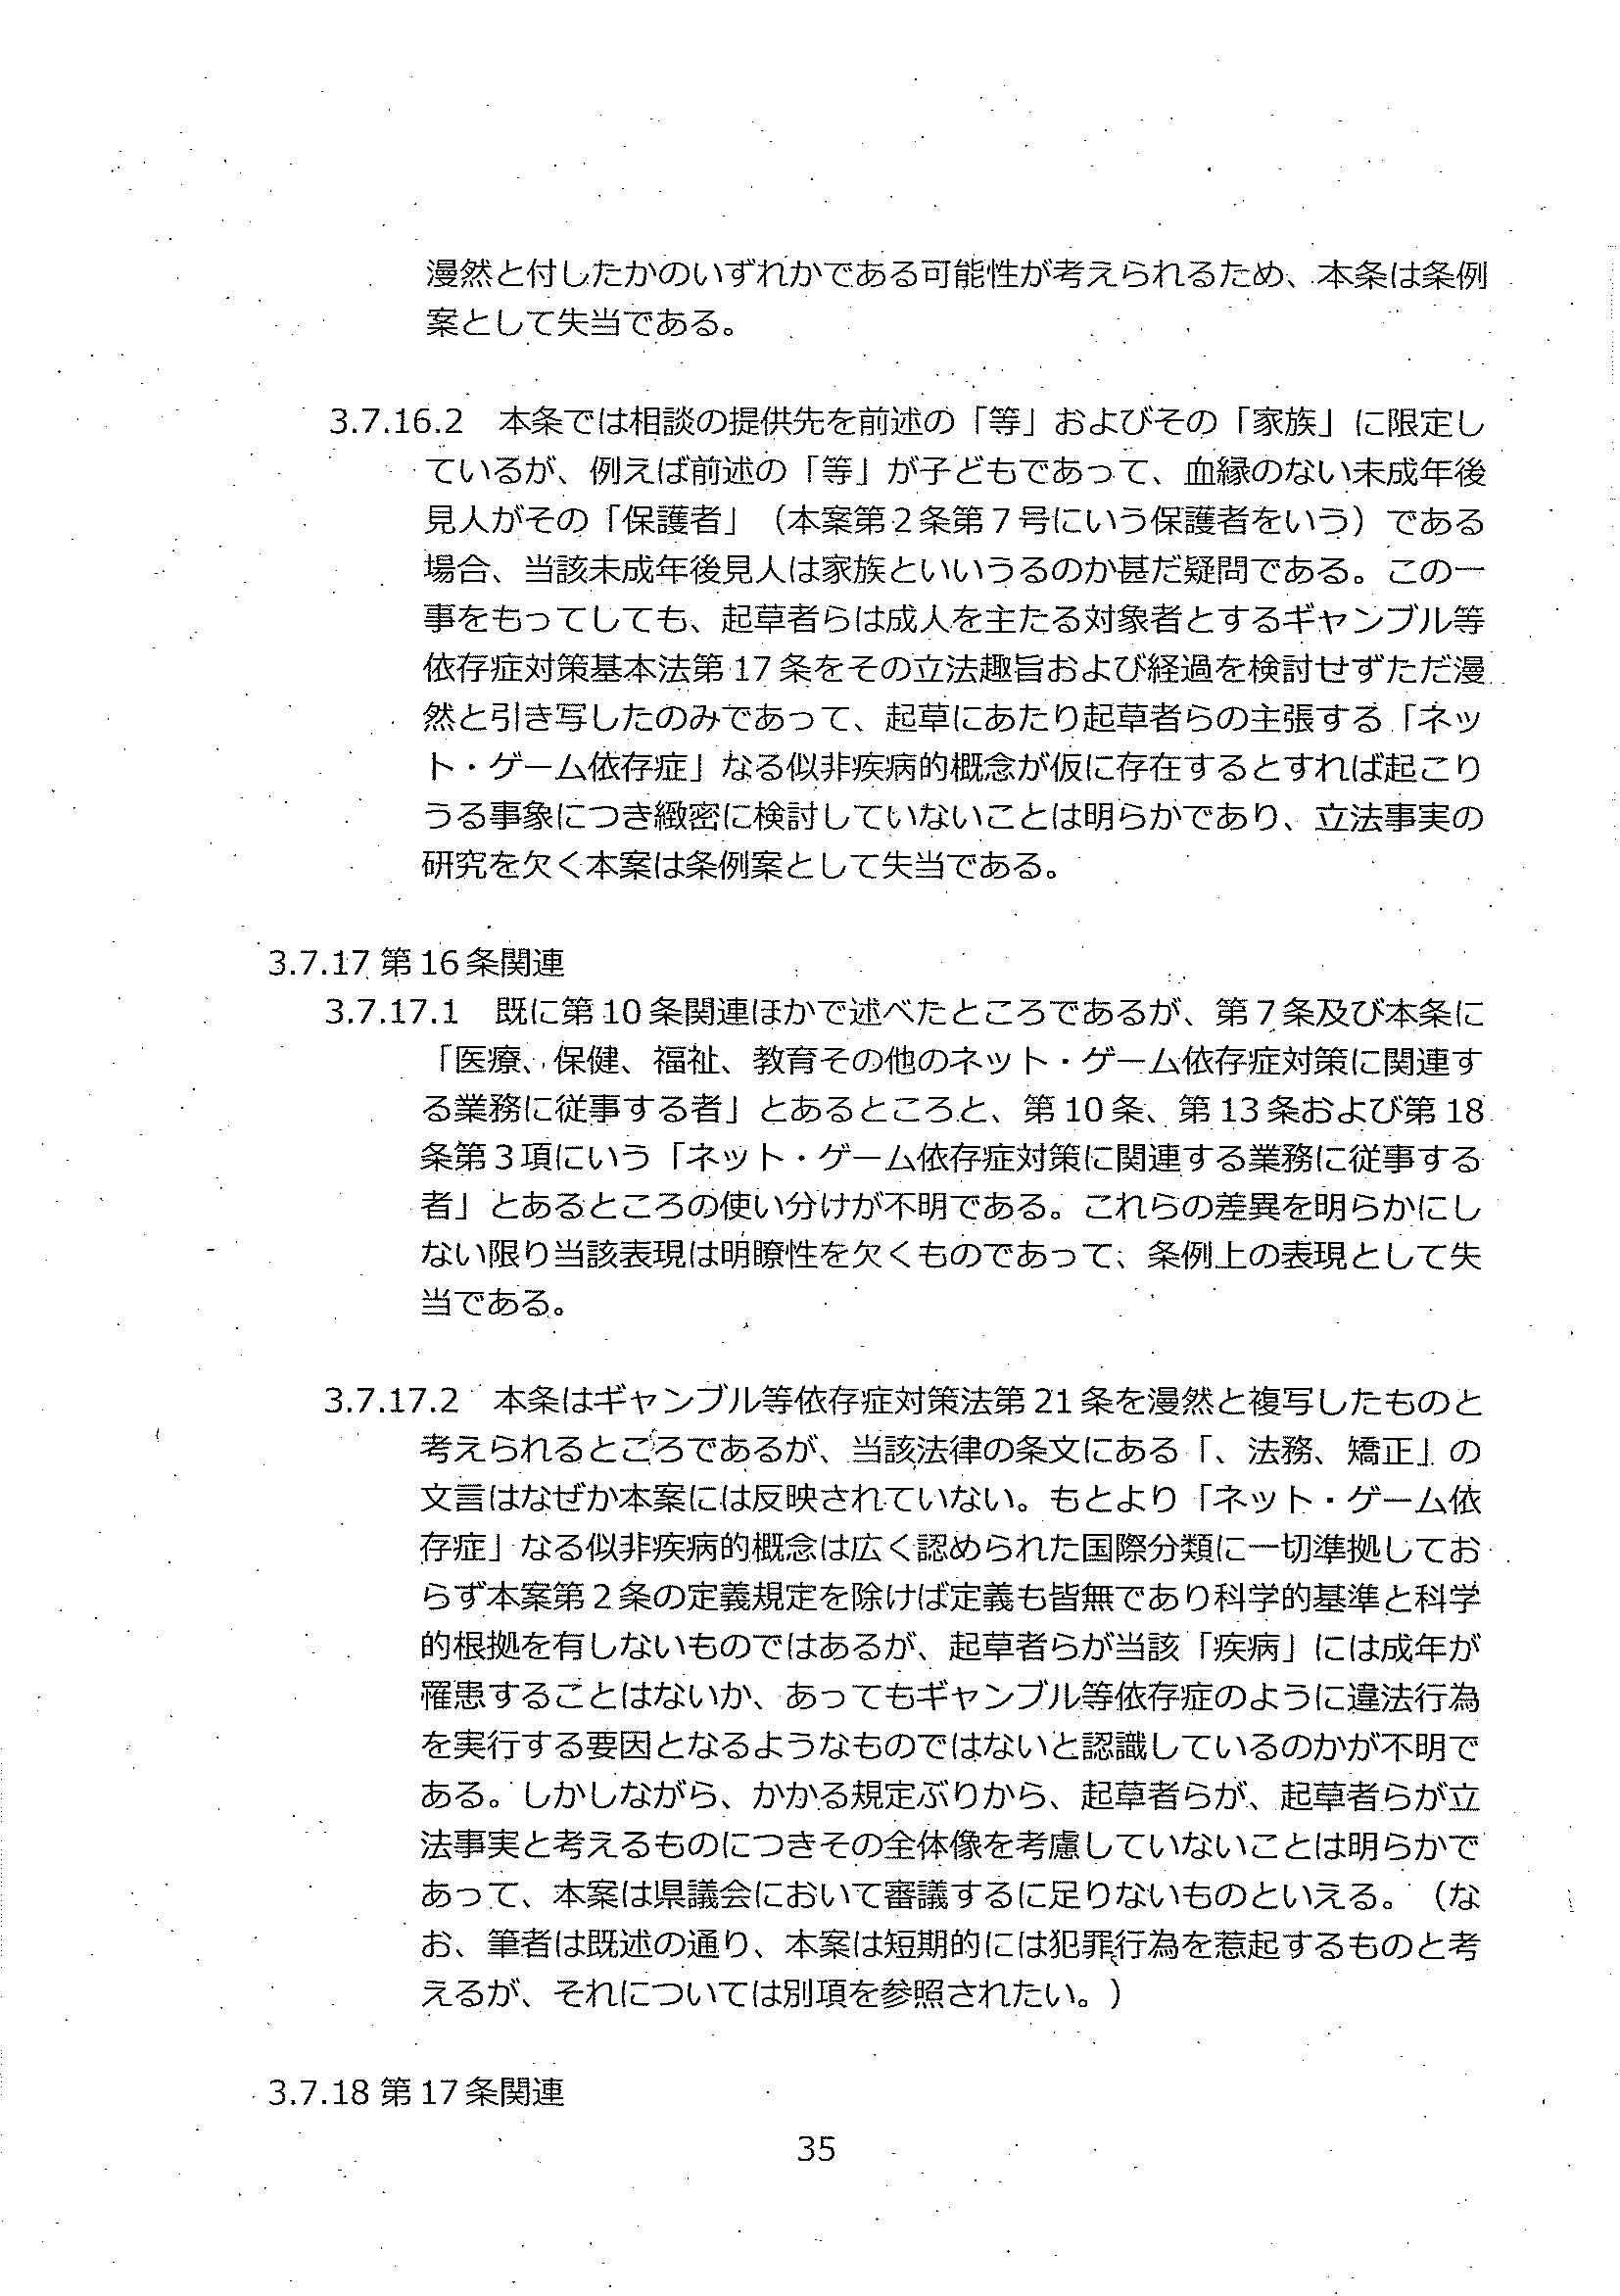 漫然と付したかのいずれかである可能性が考えられるため、本条は条例
案として失当である。
3.7.16.2 本条では相談の提供先を前述の「等」およびその「家族」に限定し
ているが、例えば前述の「等」が子どもであって、血縁のない未成年後
見人がその「保護者」（本案第2条第7号にいう保護者をいう）である
場合、当該未成年後見人は家族といいうるのか甚だ疑問である。この一
事をもってしても、起草者らは成人を主たる対象者とするギャンブル等
依存症対策基本法第17条をその立法趣旨および経過を検討せずただ漫
然と引き写したのみであって、起草にあたり起草者らの主張する「ネッ
ト・ゲーム依存症」なる似非疾病的概念が仮に存在するとすれば起こり
うる事象につき緻密に検討していないことは明らかであり、立法事実の
研究を欠く本案は条例案として失当である。
3.7.17 第16条関連
3.7.17.1 既に第10条関連ほかで述べたところであるが、第7条及び本条に
「医療、保健、福祉、教育その他のネット・ゲーム依存症対策に関連す
る業務に従事する者」とあるところと、第10条、第13条および第18
条第3項にいう「ネット・ゲーム依存症対策に関連する業務に従事する
者」とあるところの使い分けが不明である。これらの差異を明らかにし
ない限り当該表現は明瞭性を欠くものであって、条例上の表現として失
当である。
3.7.17.2 本条はギャンブル等依存症対策法第21条を漫然と複写したものと
考えられるところであるが、当該法律の条文にある「、法務、矯正」の
文言はなぜか本案には反映されていない。もとより「ネット・ゲーム依
存症」なる似非疾病的概念は広く認められた国際分類に一切準拠してお
らず本案第2条の定義規定を除けば定義も皆無であり科学的基準と科学
的根拠を有しないものではあるが、起草者らが当該「疾病」には成年が
罹患することはないか、あってもギャンブル等依存症のように違法行為
を実行する要因となるようなものではないと認識しているのかが不明で
ある。しかしながら、かかる規定ぶりから、起草者らが、起草者らが立
法事実と考えるものにつきその全体像を考慮していないことは明らかで
あって、本案は県議会において審議するに足りないものといえる。（な
お、筆者は既述の通り、本案は短期的には犯罪行為を惹起するものと考
えるが、それについては別項を参照されたい。）
3.7.18 第17条関連
35